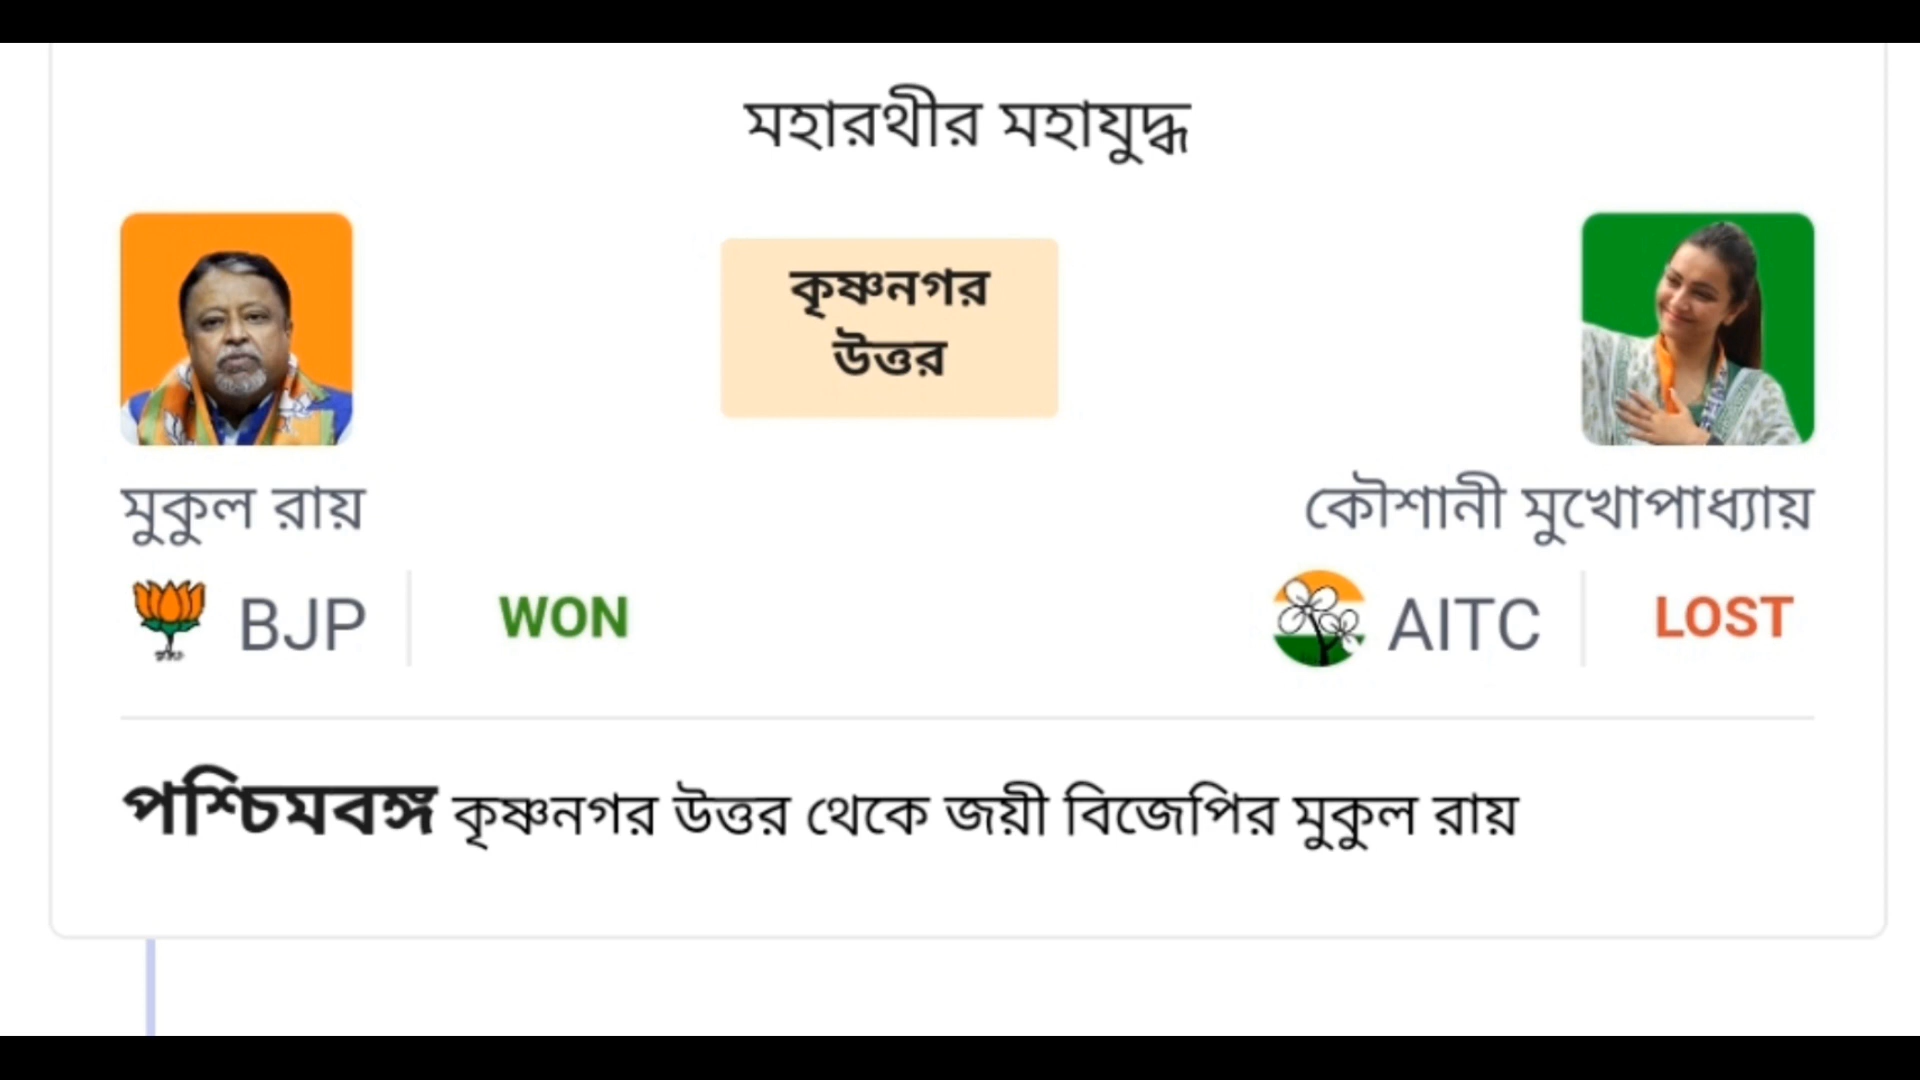 মহারথীর মহাযুদ্ধ
কৃষ্ণনগর
উত্তর
মুকুল রায়
কৌশানী মুখোপাধ্যায়
BJP WON
AITC LOST
পশ্চিমবঙ্গ কৃষ্ণনগর উত্তর থেকে জয়ী বিজেপির মুকুল রায়